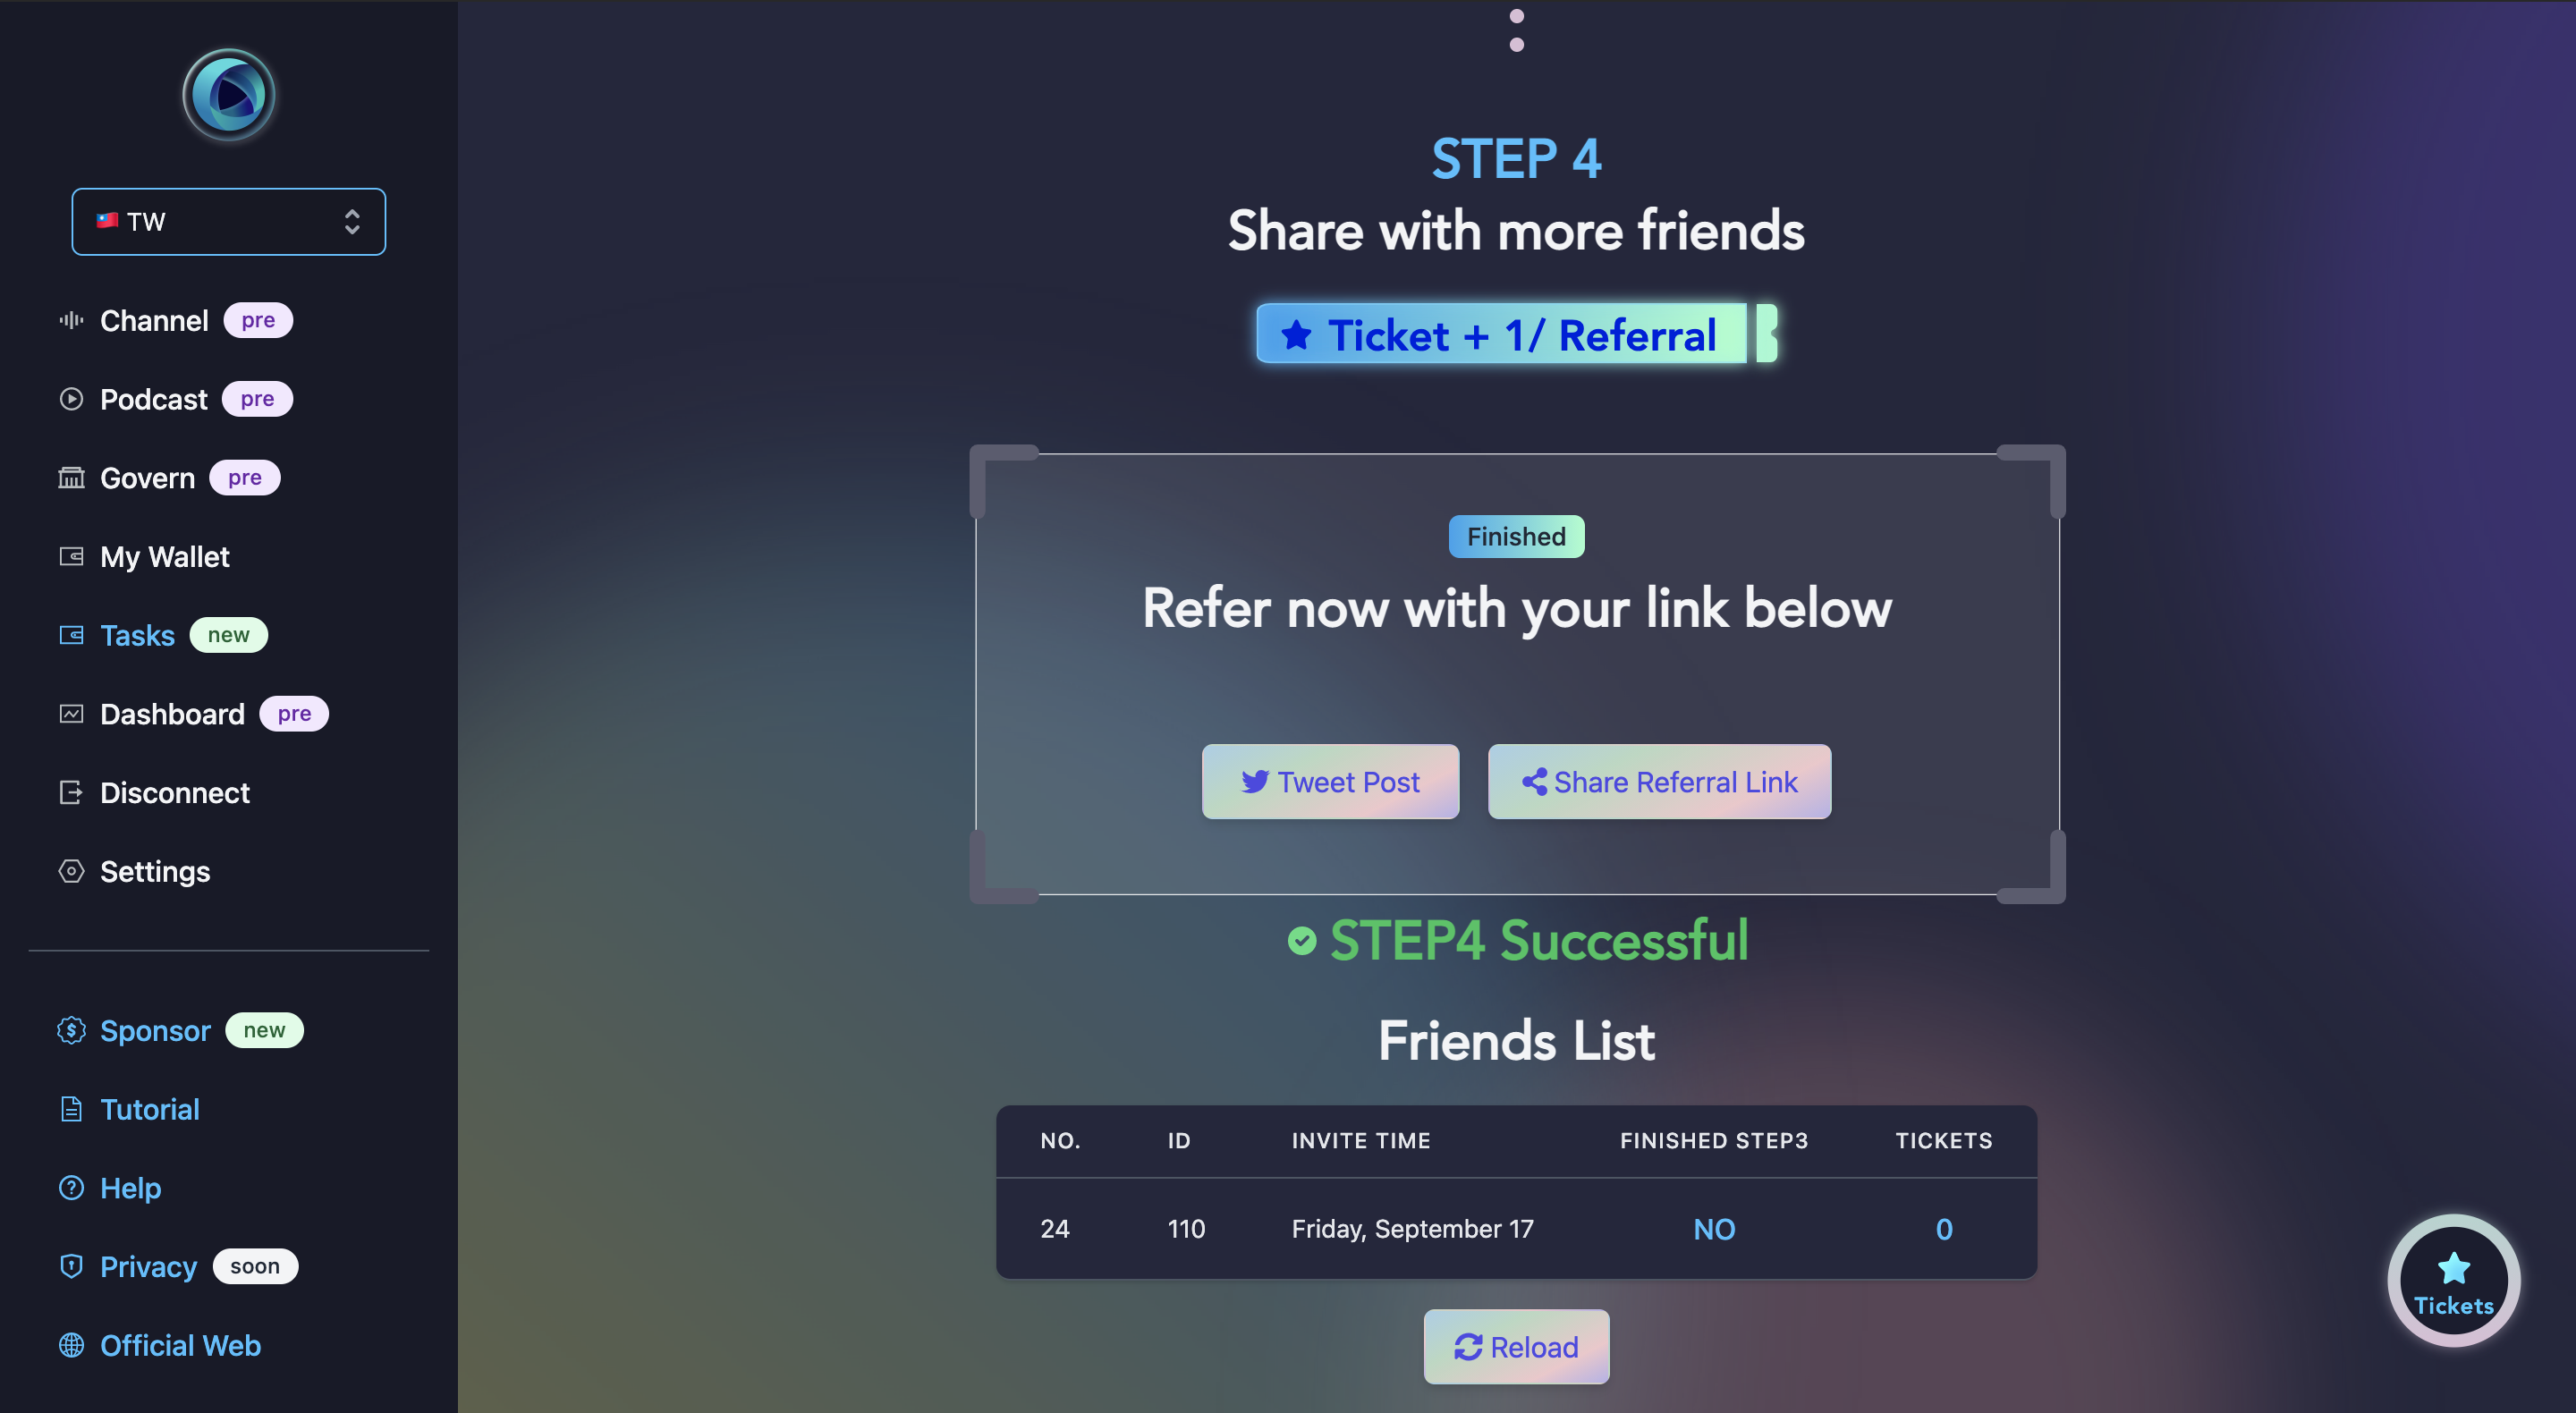 TW
Channel pre
Podcast pre
Govern pre
My Wallet
Tasks new
Dashboard pre
Disconnect
Settings
Sponsor new
Tutorial
Help
Privacy soon
Official Web
STEP 4
Share with more friends
Ticket + 1/ Referral
Finished
Refer now with your link below
Tweet Post Share Referral Link
STEP4 Successful
Friends List
NO. ID INVITE TIME FINISHED STEP3 TICKETS
24 110 Friday, September 17 NO 0
Reload
Tickets